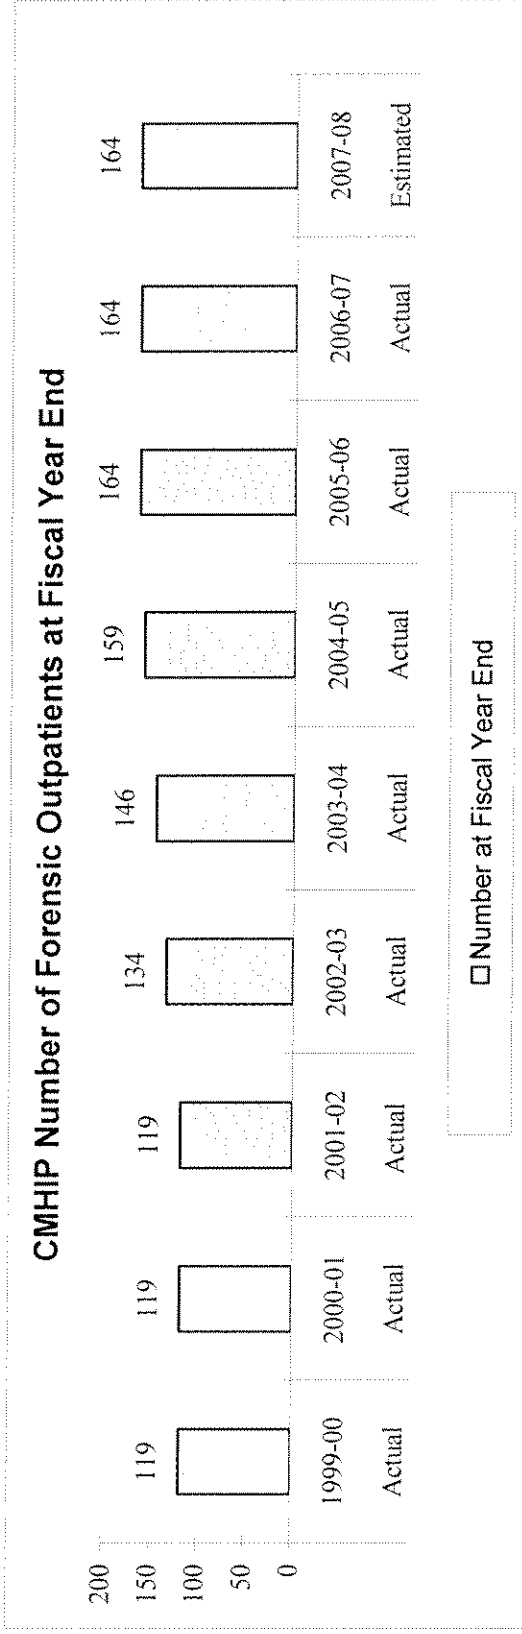 CMHIP Number of Forensic Outpatients at Fiscal Year End
200
150
100
50
0
119 119 119 134 146 159 164 164 164
1999-00 2000-01 2001-02 2002-03 2003-04 2004-05 2005-06 2006-07 2007-08
Actual Actual Actual Actual Actual Actual Actual Actual Estimated
Number at Fiscal Year End